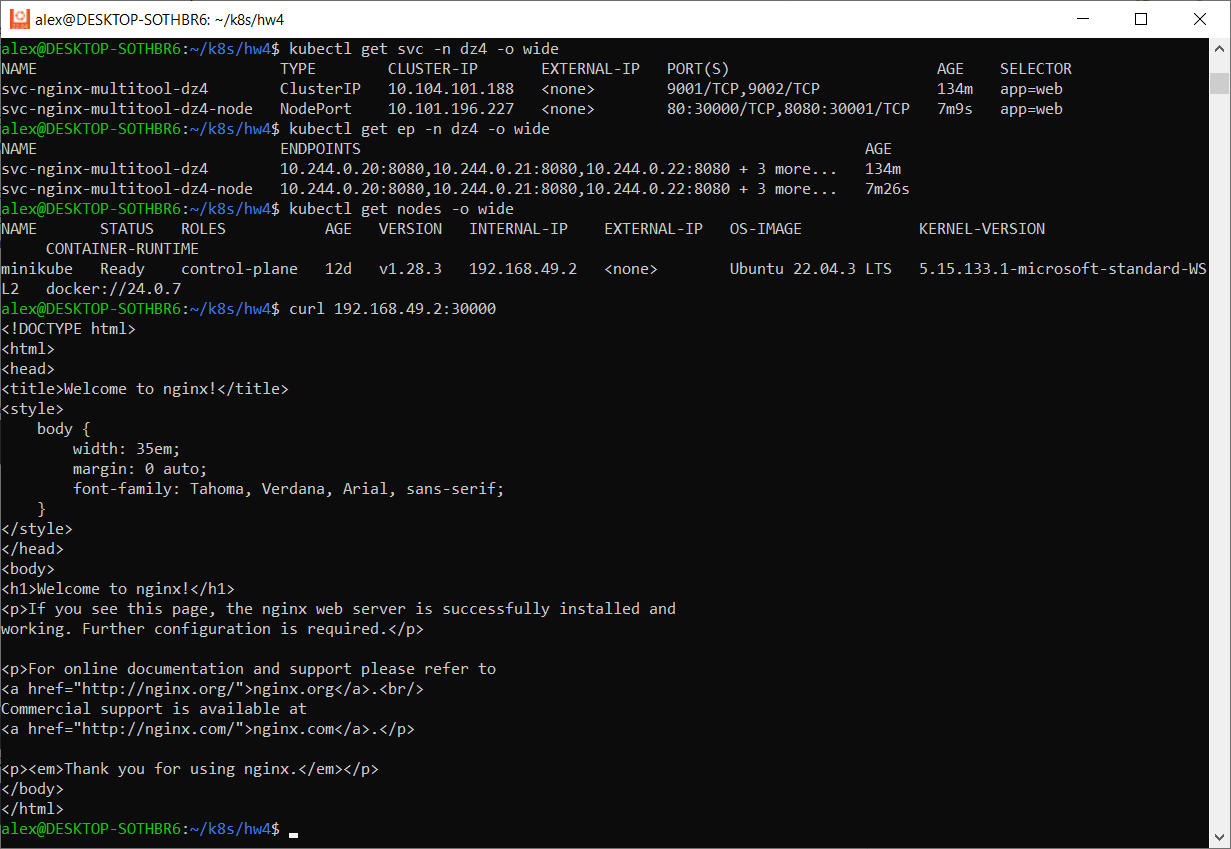 alex@DESKTOP-SOTHBR6: ~/k8s/hw4
alex@DESKTOP-SOTHBR6:~/k8s/hw4$ kubectl get svc -n dz4 -o wide
NAME                       TYPE        CLUSTER-IP       EXTERNAL-IP   PORT(S)                       AGE    SELECTOR
svc-nginx-multitool-dz4        ClusterIP   10.104.101.188   <none>        9001/TCP,9002/TCP             134m   app=web
svc-nginx-multitool-dz4-node   NodePort    10.101.196.227   <none>        80:30000/TCP,8080:30001/TCP   7m9s   app=web
alex@DESKTOP-SOTHBR6:~/k8s/hw4$ kubectl get ep -n dz4 -o wide
NAME                           ENDPOINTS                                                        AGE
svc-nginx-multitool-dz4        10.244.0.20:8080,10.244.0.21:8080,10.244.0.22:8080 + 3 more...   134m
svc-nginx-multitool-dz4-node   10.244.0.20:8080,10.244.0.21:8080,10.244.0.22:8080 + 3 more...   7m26s
alex@DESKTOP-SOTHBR6:~/k8s/hw4$ kubectl get nodes -o wide
NAME       STATUS   ROLES           AGE   VERSION   INTERNAL-IP    EXTERNAL-IP   OS-IMAGE             KERNEL-VERSION
     CONTAINER-RUNTIME
minikube   Ready    control-plane   12d   v1.28.3   192.168.49.2   <none>        Ubuntu 22.04.3 LTS   5.15.133.1-microsoft-standard-WS
L2   docker://24.0.7
alex@DESKTOP-SOTHBR6:~/k8s/hw4$ curl 192.168.49.2:30000
<!DOCTYPE html>
<html>
<head>
<title>Welcome to nginx!</title>
<style>
    body {
        width: 35em;
        margin: 0 auto;
        font-family: Tahoma, Verdana, Arial, sans-serif;
    }
</style>
</head>
<body>
<h1>Welcome to nginx!</h1>
<p>If you see this page, the nginx web server is successfully installed and
working. Further configuration is required.</p>

<p>For online documentation and support please refer to
<a href="http://nginx.org/">nginx.org</a>.<br/>
Commercial support is available at
<a href="http://nginx.com/">nginx.com</a>.</p>

<p><em>Thank you for using nginx.</em></p>
</body>
</html>
alex@DESKTOP-SOTHBR6:~/k8s/hw4$